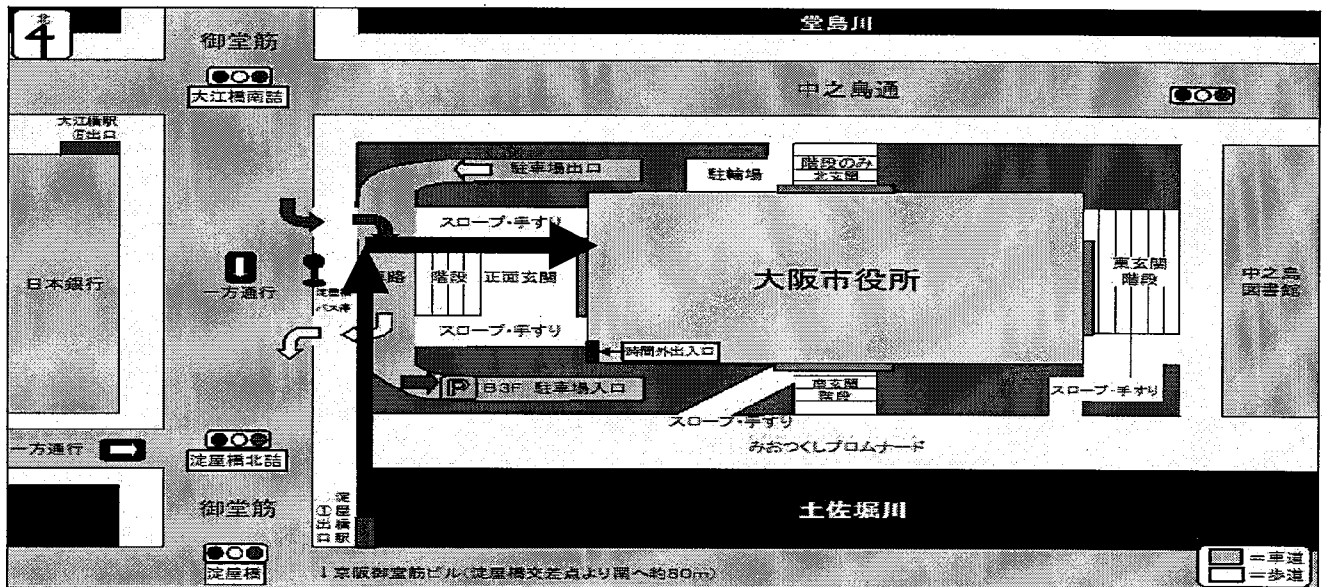 北
4
堂島川
御堂筋
大江橋南詰
中之島通
大江橋駅
⑥出口
駐車場出口
駐輪場
階段のみ
北玄関
スロープ・手すり
日本銀行
一方通行
淀屋橋
バス停
車路
階段
正面玄関
大阪市役所
東玄関
階段
中之島
図書館
スロープ・手すり
時間外出入口
P B3F 駐車場入口
南玄関
階段
スロープ・手すり
スロープ・手すり
みおつくしプロムナード
一方通行
淀屋橋北詰
御堂筋
淀屋橋駅
①出口
土佐堀川
淀屋橋
↓京阪御堂筋ビル(淀屋橋交差点より南へ約80m)
=車道
=歩道